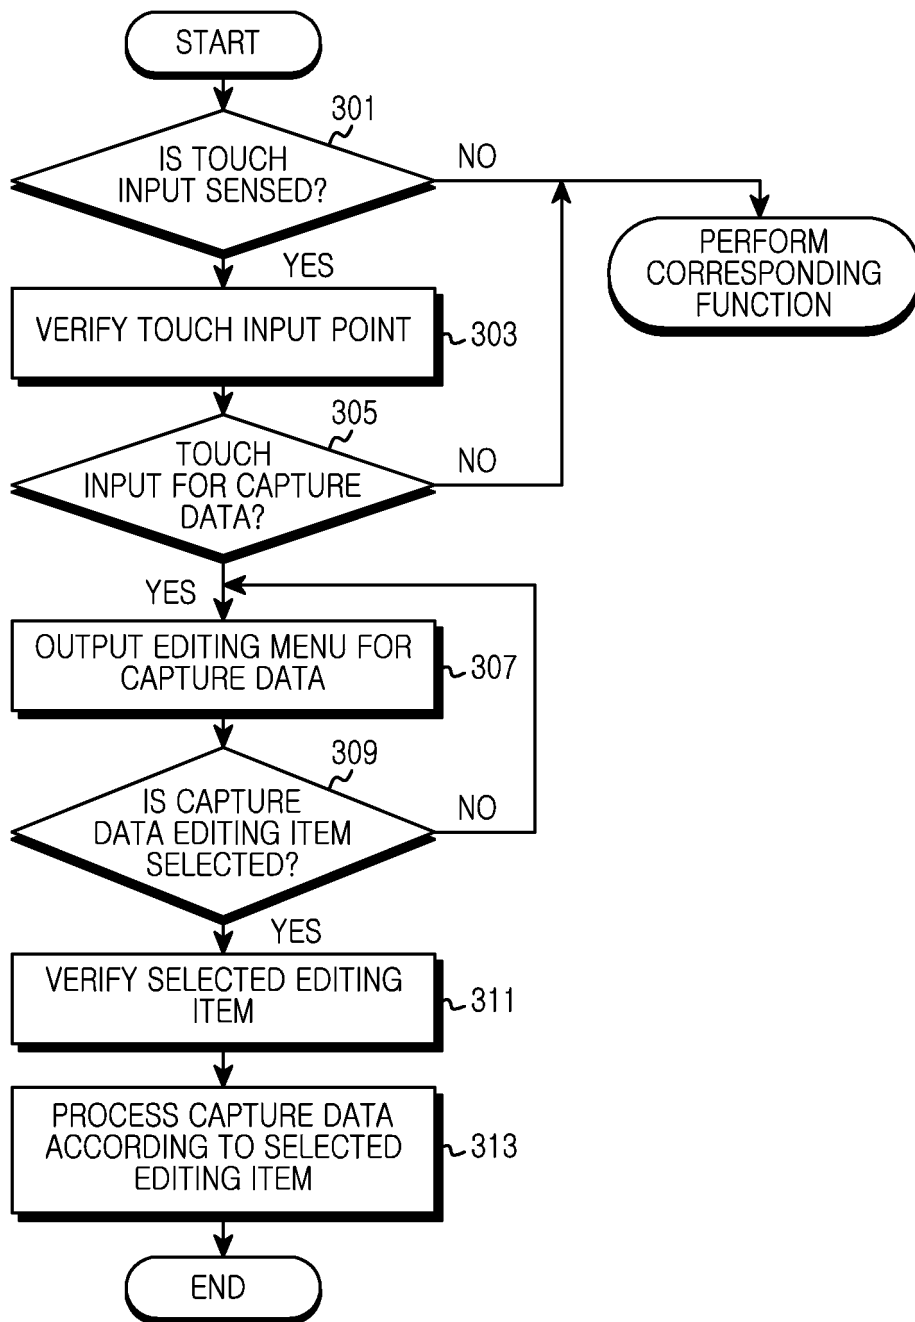 START
301
IS TOUCH
INPUT SENSED?
NO
YES
PERFORM
CORRESPONDING
FUNCTION
VERIFY TOUCH INPUT POINT
303
305
TOUCH
INPUT FOR CAPTURE
DATA?
NO
YES
OUTPUT EDITING MENU FOR
CAPTURE DATA
307
309
IS CAPTURE
DATA EDITING ITEM
SELECTED?
NO
YES
VERIFY SELECTED EDITING
ITEM
311
PROCESS CAPTURE DATA
ACCORDING TO SELECTED
EDITING ITEM
313
END